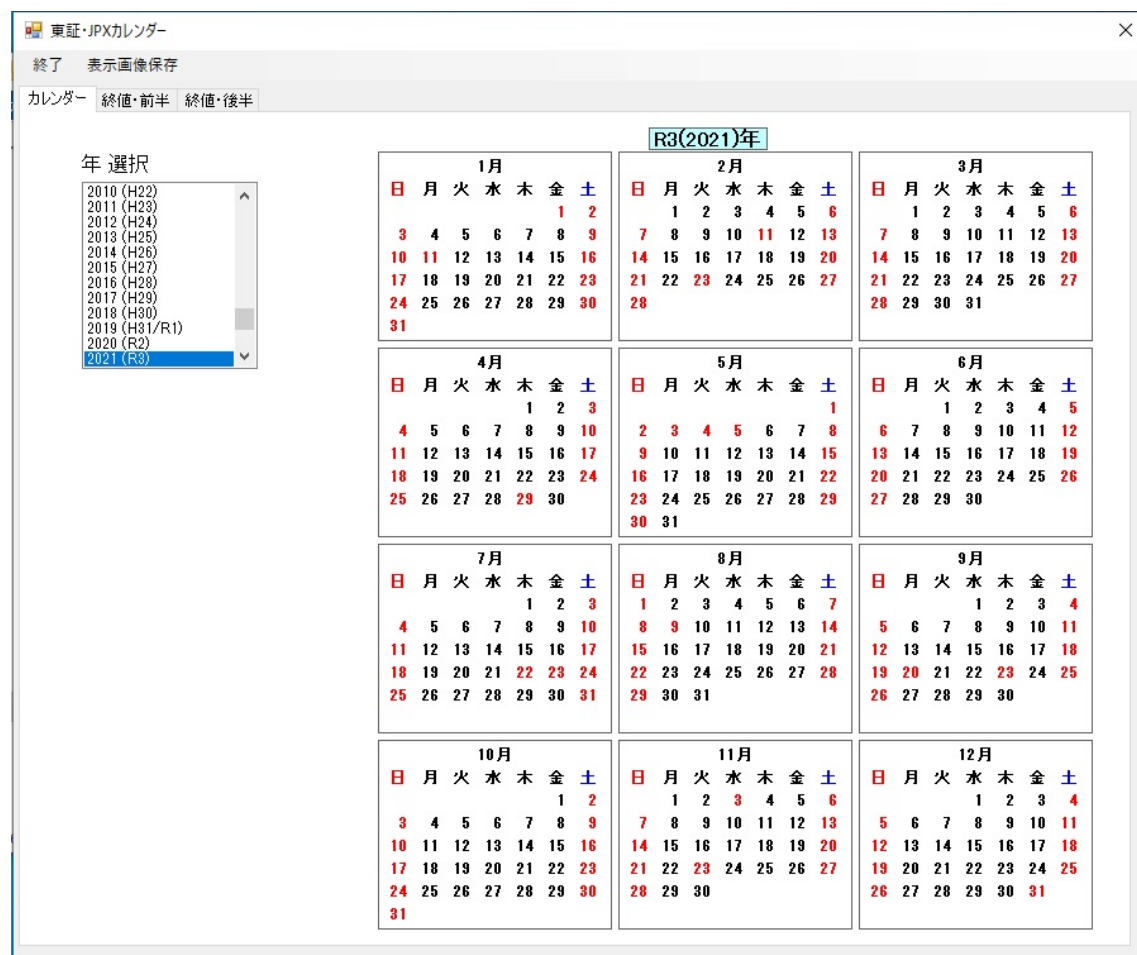 東証・JPXカレンダー
終了 表示画像保存
カレンダー 終値・前半 終値・後半
R3(2021)年
年 選択
2010 (H22)
2011 (H23)
2012 (H24)
2013 (H25)
2014 (H26)
2015 (H27)
2016 (H28)
2017 (H29)
2018 (H30)
2019 (H31/R1)
2020 (R2)
2021 (R3)
1月
日 月 火 水 木 金 土
1 2
3 4 5 6 7 8 9
10 11 12 13 14 15 16
17 18 19 20 21 22 23
24 25 26 27 28 29 30
31
2月
日 月 火 水 木 金 土
1 2 3 4 5 6
7 8 9 10 11 12 13
14 15 16 17 18 19 20
21 22 23 24 25 26 27
28
3月
日 月 火 水 木 金 土
1 2 3 4 5 6
7 8 9 10 11 12 13
14 15 16 17 18 19 20
21 22 23 24 25 26 27
28 29 30 31
4月
日 月 火 水 木 金 土
1 2 3
4 5 6 7 8 9 10
11 12 13 14 15 16 17
18 19 20 21 22 23 24
25 26 27 28 29 30
5月
日 月 火 水 木 金 土
1
2 3 4 5 6 7 8
9 10 11 12 13 14 15
16 17 18 19 20 21 22
23 24 25 26 27 28 29
30 31
6月
日 月 火 水 木 金 土
1 2 3 4 5
6 7 8 9 10 11 12
13 14 15 16 17 18 19
20 21 22 23 24 25 26
27 28 29 30
7月
日 月 火 水 木 金 土
1 2 3
4 5 6 7 8 9 10
11 12 13 14 15 16 17
18 19 20 21 22 23 24
25 26 27 28 29 30 31
8月
日 月 火 水 木 金 土
1 2 3 4 5 6 7
8 9 10 11 12 13 14
15 16 17 18 19 20 21
22 23 24 25 26 27 28
29 30 31
9月
日 月 火 水 木 金 土
1 2 3 4
5 6 7 8 9 10 11
12 13 14 15 16 17 18
19 20 21 22 23 24 25
26 27 28 29 30
10月
日 月 火 水 木 金 土
1 2
3 4 5 6 7 8 9
10 11 12 13 14 15 16
17 18 19 20 21 22 23
24 25 26 27 28 29 30
31
11月
日 月 火 水 木 金 土
1 2 3 4 5 6
7 8 9 10 11 12 13
14 15 16 17 18 19 20
21 22 23 24 25 26 27
28 29 30
12月
日 月 火 水 木 金 土
1 2 3 4
5 6 7 8 9 10 11
12 13 14 15 16 17 18
19 20 21 22 23 24 25
26 27 28 29 30 31